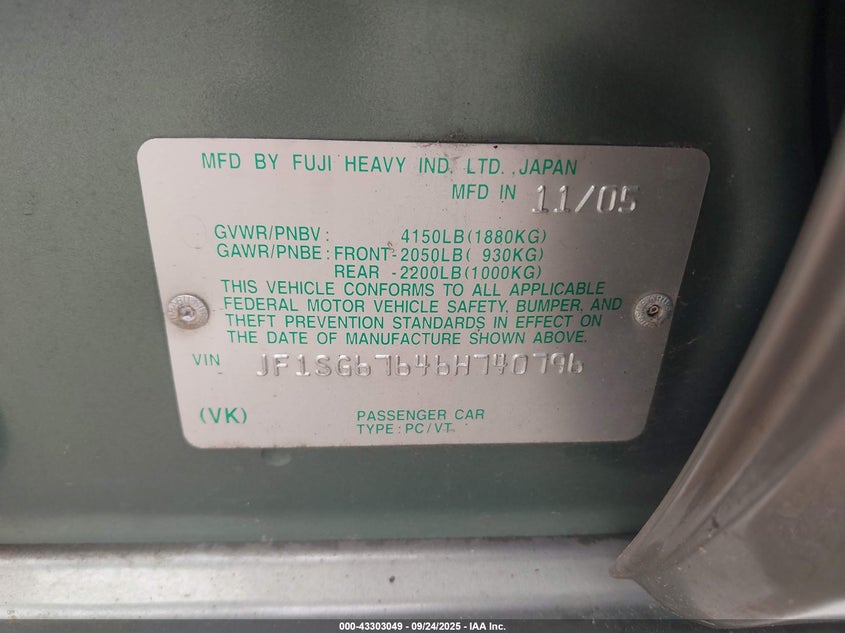 MFD BY FUJI HEAVY IND. LTD., JAPAN
MFD IN 11/05
GVWR/PNBV: 4150LB(1880KG)
GAWR/PNBE: FRONT-2050LB( 930KG)
REAR -2200LB(1000KG)
THIS VEHICLE CONFORMS TO ALL APPLICABLE
FEDERAL MOTOR VEHICLE SAFETY, BUMPER, AND
THEFT PREVENTION STANDARDS IN EFFECT ON
THE DATE OF MANUFACTURE SHOWN ABOVE.
VIN JF1SG67646H740796
(VK) PASSENGER CAR
TYPE: PC/VT
000-43303049 - 09/24/2025 - IAA Inc.